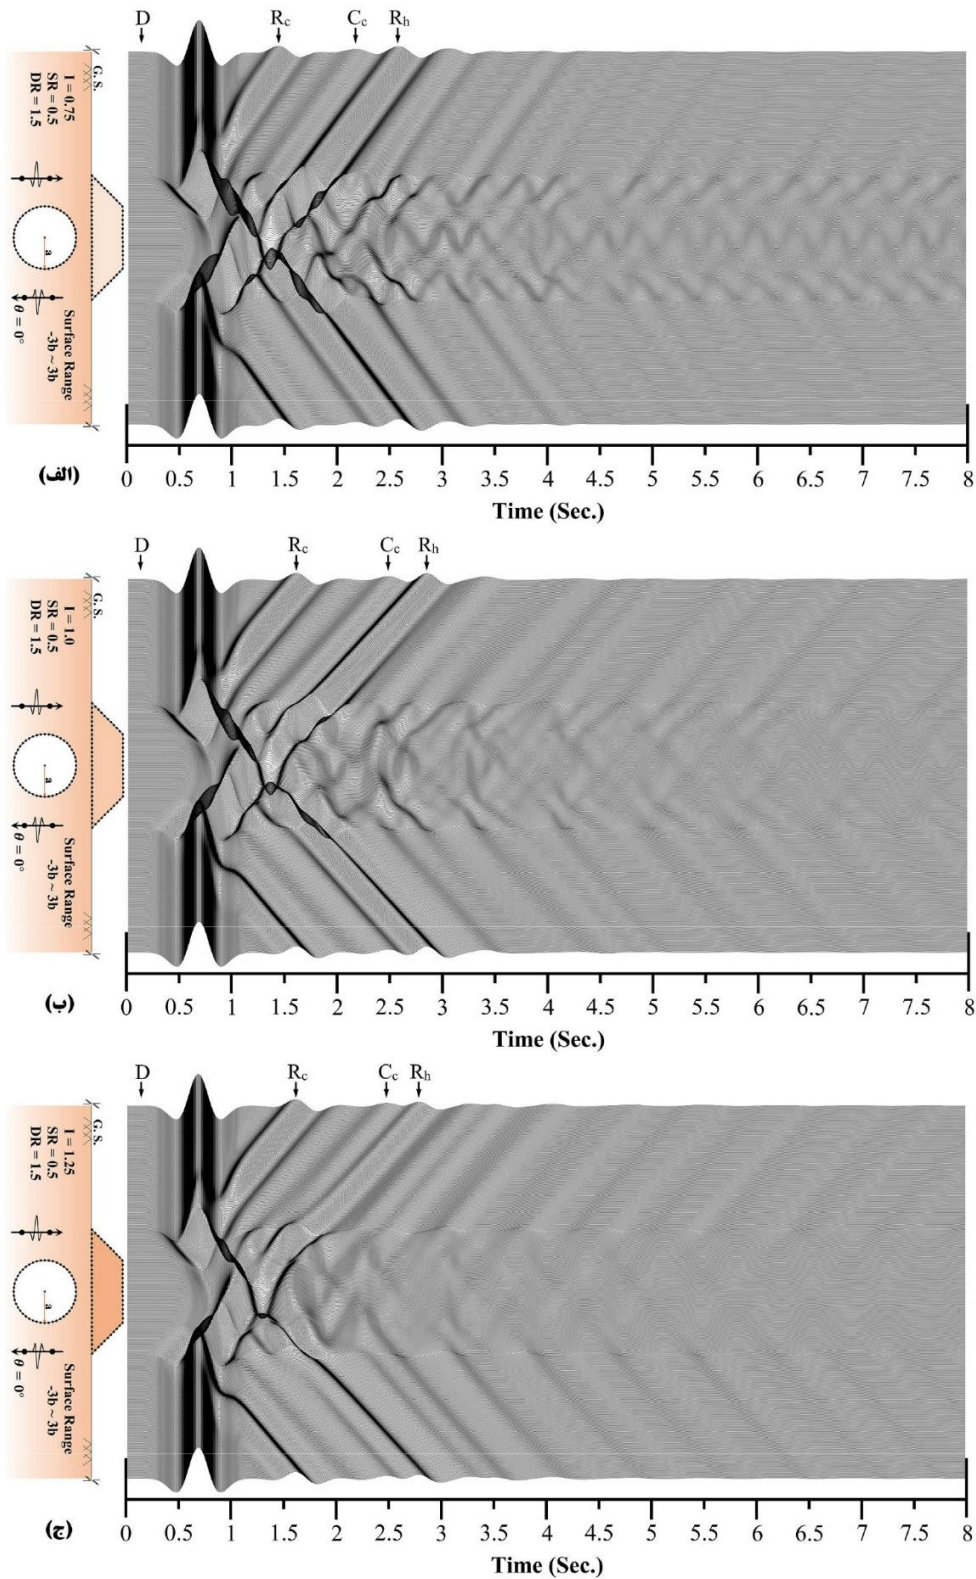 D
Rc
Cc
Rh
G. S.
I = 0.75
SR = 0.5
DR = 1.5
a
Surface Range
-3b ~ 3b
θ = 0°
(الف)
0 0.5 1 1.5 2 2.5 3 3.5 4 4.5 5 5.5 6 6.5 7 7.5 8
Time (Sec.)
D
Rc
Cc
Rh
G. S.
I = 1.0
SR = 0.5
DR = 1.5
a
Surface Range
-3b ~ 3b
θ = 0°
(ب)
0 0.5 1 1.5 2 2.5 3 3.5 4 4.5 5 5.5 6 6.5 7 7.5 8
Time (Sec.)
D
Rc
Cc
Rh
G. S.
I = 1.25
SR = 0.5
DR = 1.5
a
Surface Range
-3b ~ 3b
θ = 0°
(ج)
0 0.5 1 1.5 2 2.5 3 3.5 4 4.5 5 5.5 6 6.5 7 7.5 8
Time (Sec.)